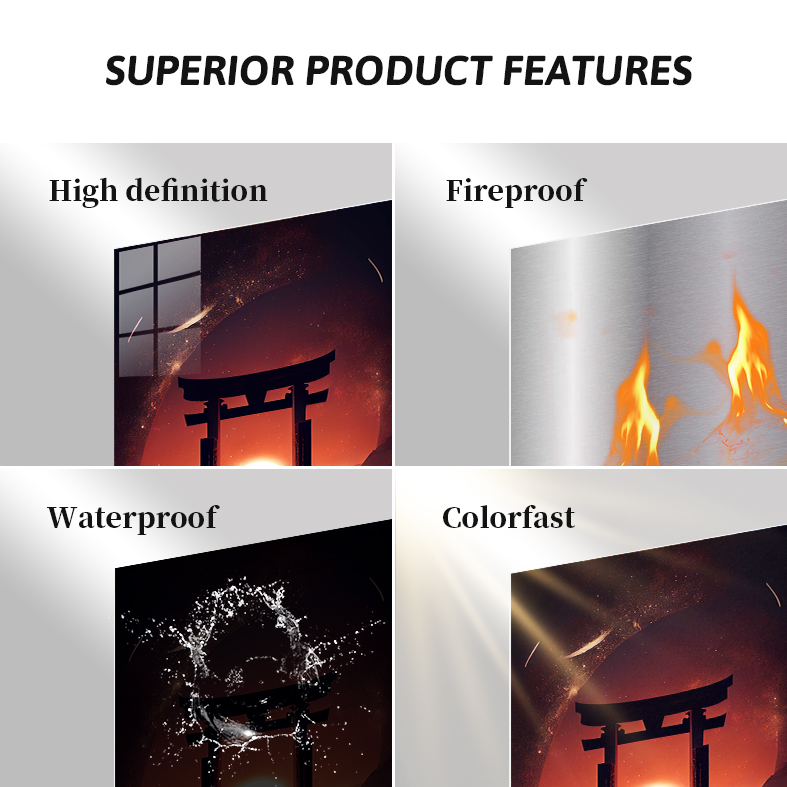 SUPERIOR PRODUCT FEATURES
High definition
Fireproof
Waterproof
Colorfast